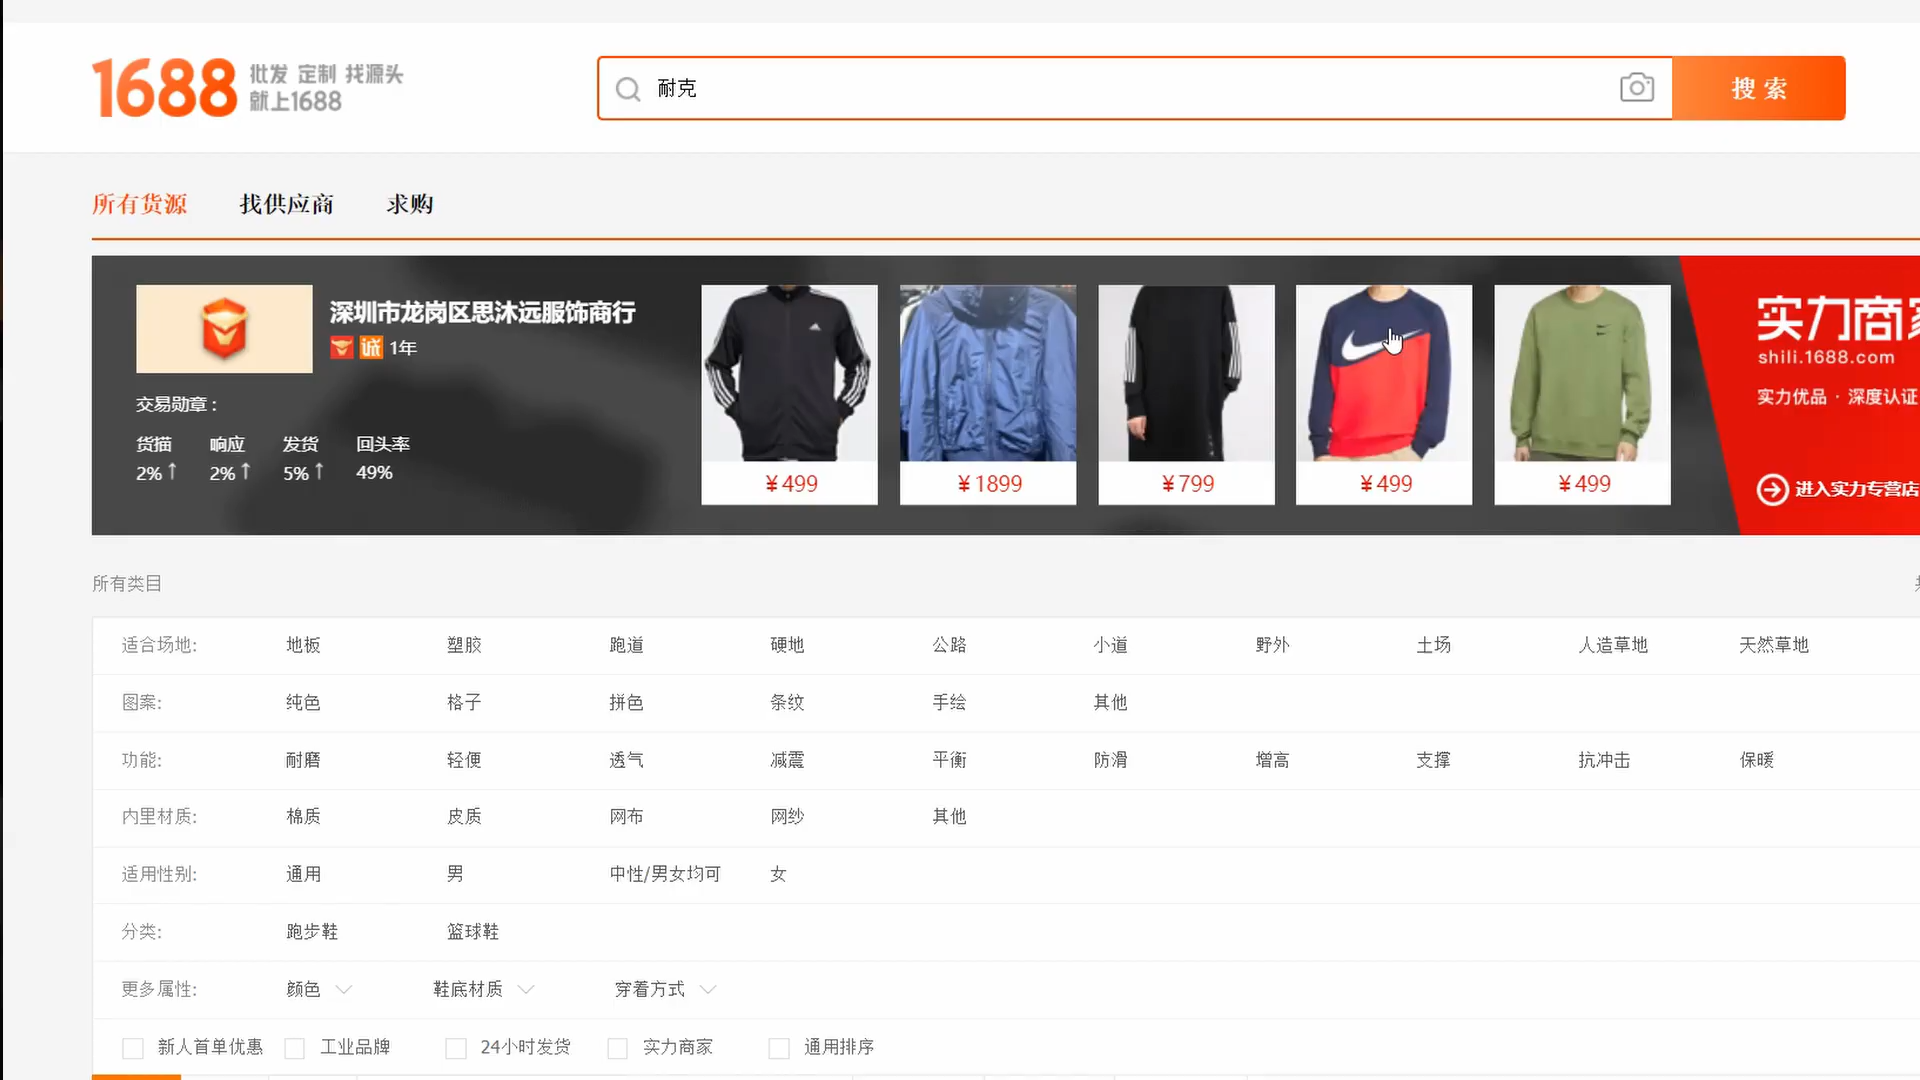 1688 批发 定制 找源头
就上1688
耐克
搜索
所有货源 找供应商 求购
深圳市龙岗区思沐远服饰商行
诚 1年
交易勋章：
货描 响应 发货 回头率
2%↑ 2%↑ 5%↑ 49%
¥499 ¥1899 ¥799 ¥499 ¥499
实力商家
shili.1688.com
实力优品 · 深度认证
进入实力专营店
所有类目
适合场地: 地板 塑胶 跑道 硬地 公路 小道 野外 土场 人造草地 天然草地
图案: 纯色 格子 拼色 条纹 手绘 其他
功能: 耐磨 轻便 透气 减震 平衡 防滑 增高 支撑 抗冲击 保暖
内里材质: 棉质 皮质 网布 网纱 其他
适用性别: 通用 男 中性/男女均可 女
分类: 跑步鞋 篮球鞋
更多属性: 颜色 鞋底材质 穿着方式
新人首单优惠 工业品牌 24小时发货 实力商家 通用排序